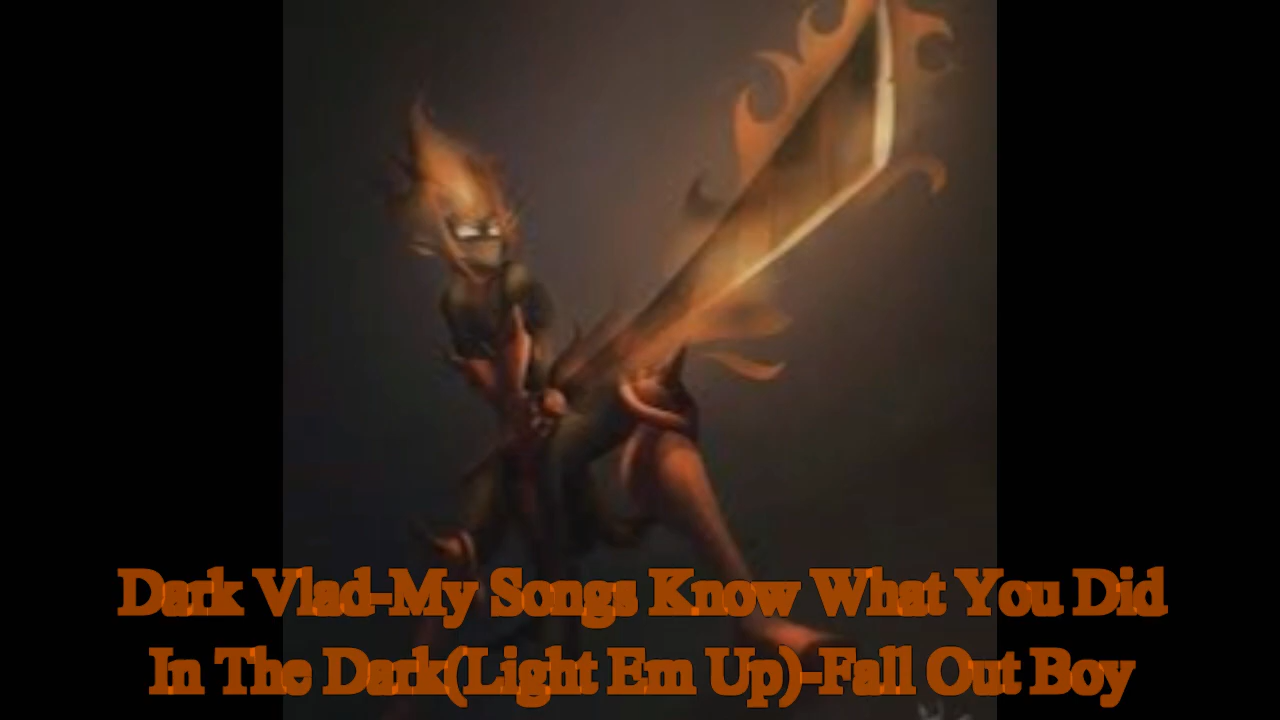 Dark Vlad-My Songs Know What You Did
In The Dark(Light Em Up)-Fall Out Boy